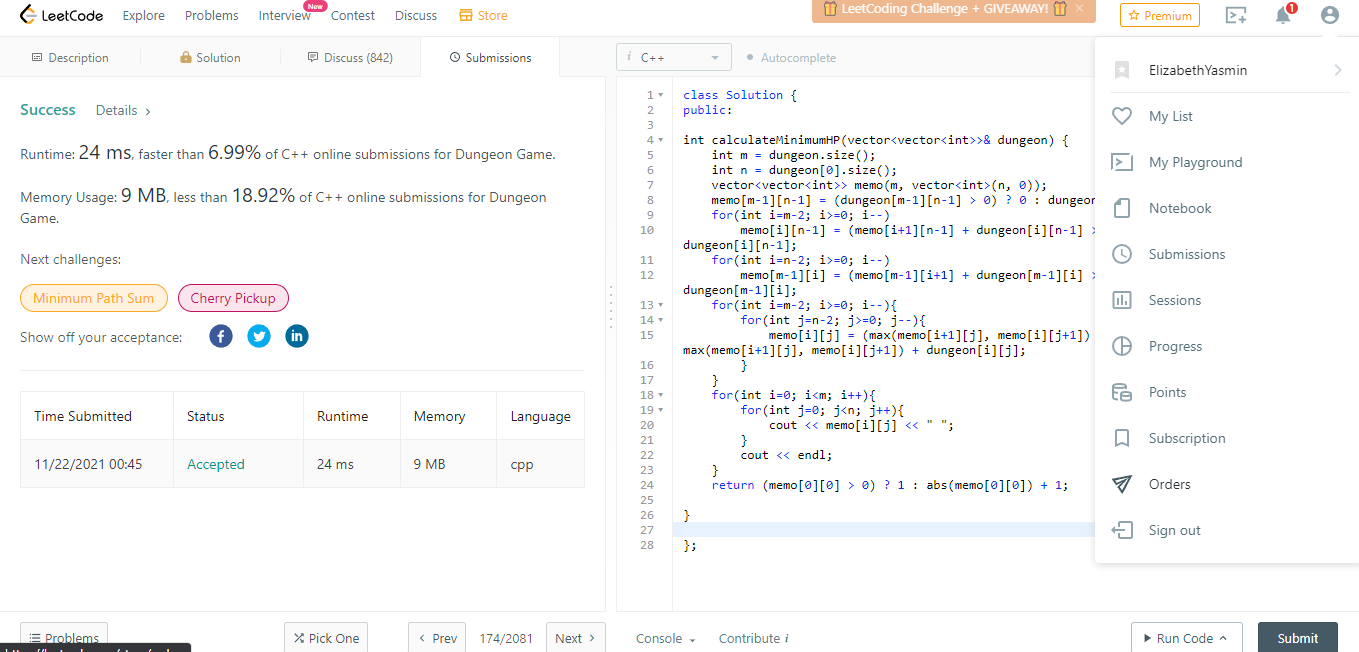 LeetCode Explore Problems Interview New Contest Discuss Store LeetCoding Challenge + GIVEAWAY! × Premium 1
Description Solution Discuss (842) Submissions
i C++ Autocomplete
Success Details >
Runtime: 24 ms, faster than 6.99% of C++ online submissions for Dungeon Game.
Memory Usage: 9 MB, less than 18.92% of C++ online submissions for Dungeon
Game.
Next challenges:
Minimum Path Sum Cherry Pickup
Show off your acceptance:
Time Submitted Status Runtime Memory Language
11/22/2021 00:45 Accepted 24 ms 9 MB cpp
1 class Solution {
2 public:
3
4 int calculateMinimumHP(vector<vector<int>>& dungeon) {
5 int m = dungeon.size();
6 int n = dungeon[0].size();
7 vector<vector<int>> memo(m, vector<int>(n, 0));
8 memo[m-1][n-1] = (dungeon[m-1][n-1] > 0) ? 0 : dungeon
9 for(int i=m-2; i>=0; i--)
10 memo[i][n-1] = (memo[i+1][n-1] + dungeon[i][n-1] >
dungeon[i][n-1];
11 for(int i=n-2; i>=0; i--)
12 memo[m-1][i] = (memo[m-1][i+1] + dungeon[m-1][i] >
dungeon[m-1][i];
13 for(int i=m-2; i>=0; i--){
14 for(int j=n-2; j>=0; j--){
15 memo[i][j] = (max(memo[i+1][j], memo[i][j+1])
max(memo[i+1][j], memo[i][j+1]) + dungeon[i][j];
16 }
17 }
18 for(int i=0; i<m; i++){
19 for(int j=0; j<n; j++){
20 cout << memo[i][j] << " ";
21 }
22 cout << endl;
23 }
24 return (memo[0][0] > 0) ? 1 : abs(memo[0][0]) + 1;
25
26 }
27
28 };
ElizabethYasmin
My List
My Playground
Notebook
Submissions
Sessions
Progress
Points
Subscription
Orders
Sign out
Problems Pick One < Prev 174/2081 Next > Console Contribute i Run Code Submit